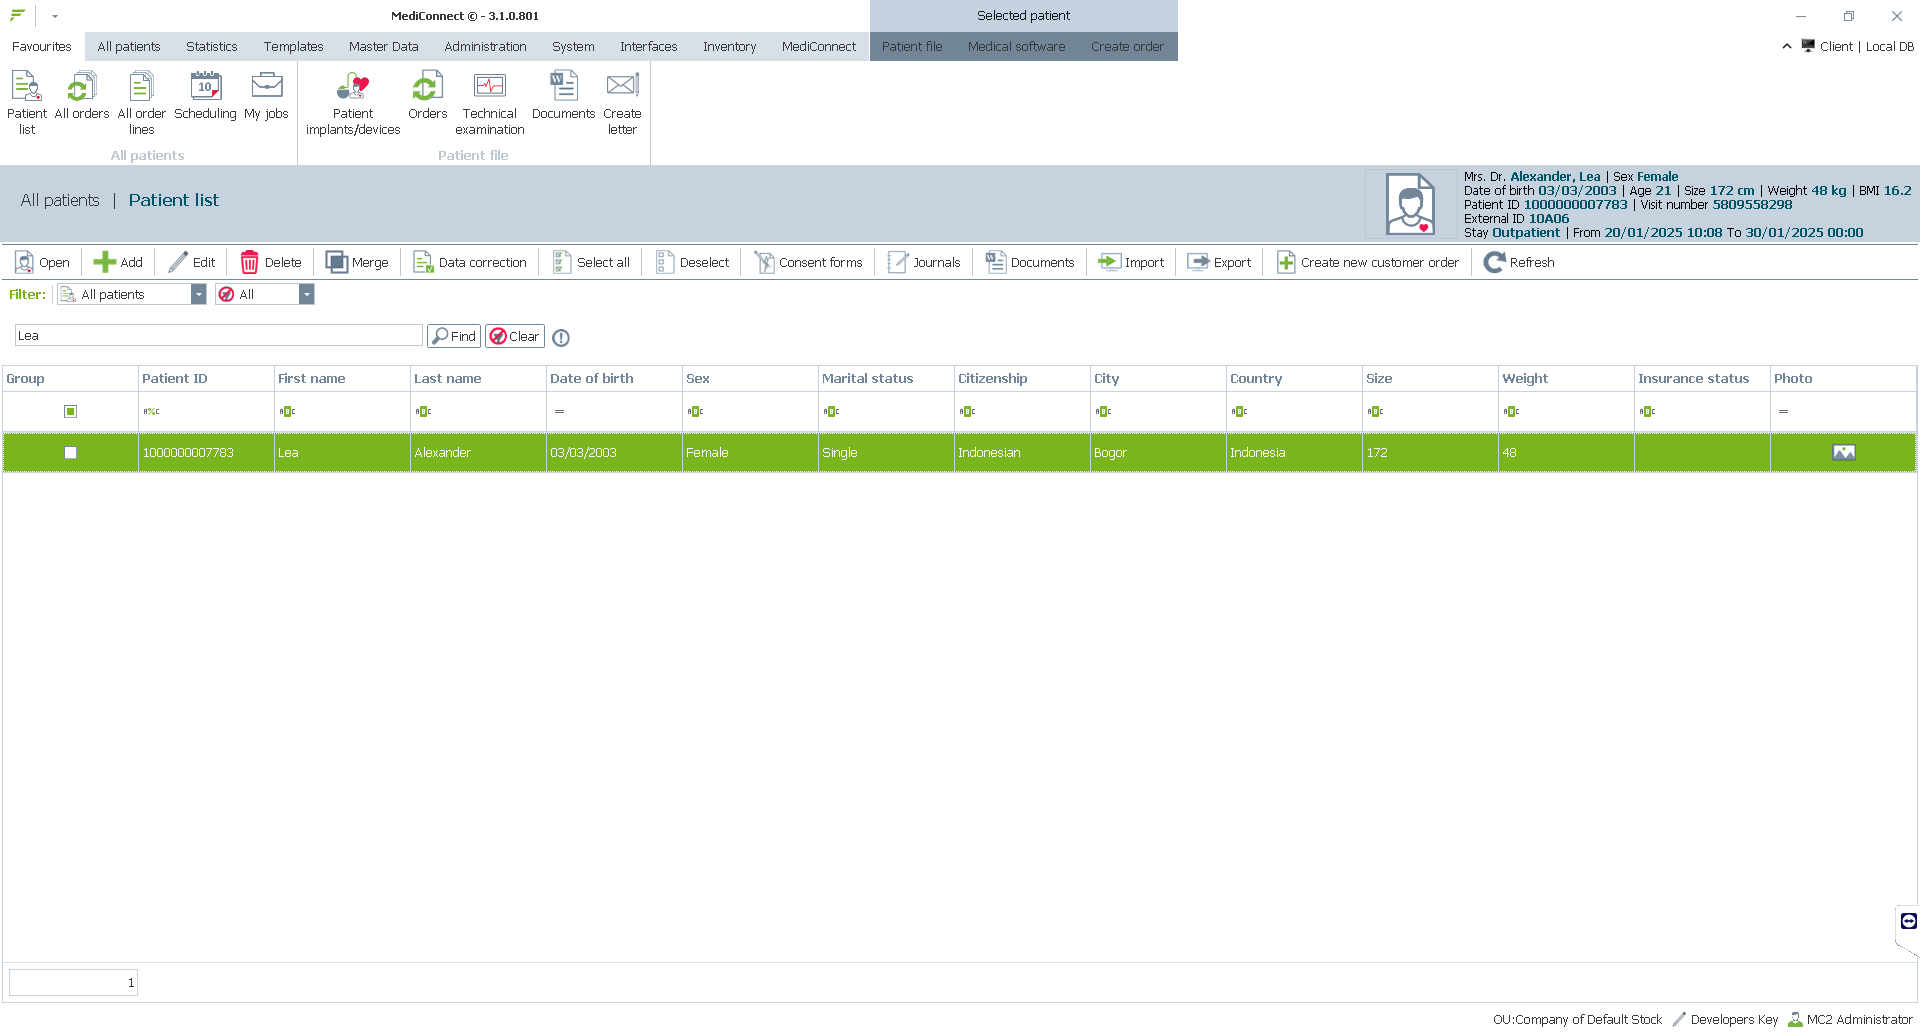 MediConnect © - 3.1.0.801
Selected patient
Favourites All patients Statistics Templates Master Data Administration System Interfaces Inventory MediConnect Patient file Medical software Create order
Client | Local DB
Patient list
All orders
All order lines
Scheduling
10
My jobs
Patient implants/devices
Orders
Technical examination
Documents
Create letter
All patients
Patient file
All patients | Patient list
Mrs. Dr. Alexander, Lea | Sex Female
Date of birth 03/03/2003 | Age 21 | Size 172 cm | Weight 48 kg | BMI 16.2
Patient ID 1000000007783 | Visit number 5809558298
External ID 10A06
Stay Outpatient | From 20/01/2025 10:08 To 30/01/2025 00:00
Open Add Edit Delete Merge Data correction Select all Deselect Consent forms Journals Documents Import Export Create new customer order Refresh
Filter: All patients All
Lea Find Clear
Group Patient ID First name Last name Date of birth Sex Marital status Citizenship City Country Size Weight Insurance status Photo
1000000007783 Lea Alexander 03/03/2003 Female Single Indonesian Bogor Indonesia 172 48
1
OU:Company of Default Stock Developers Key MC2 Administrator